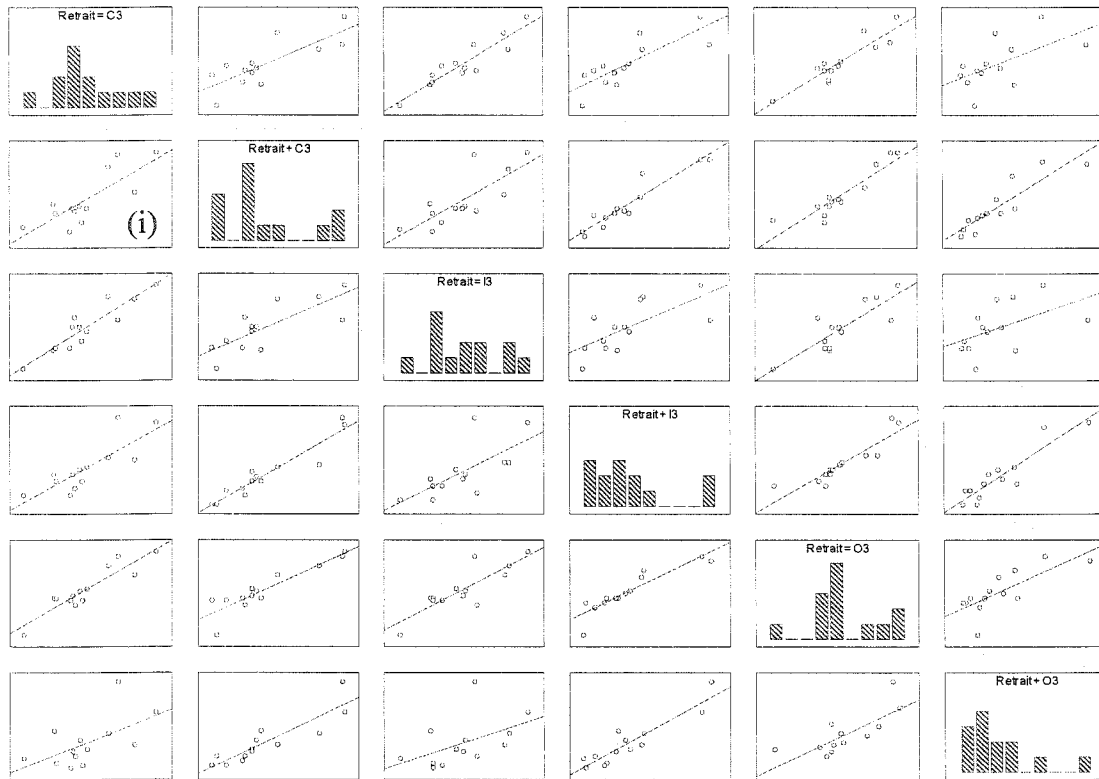 Retrait= C3
Retrait+ C3
(i)
Retrait= I3
Retrait+ I3
Retrait= O3
Retrait+ O3